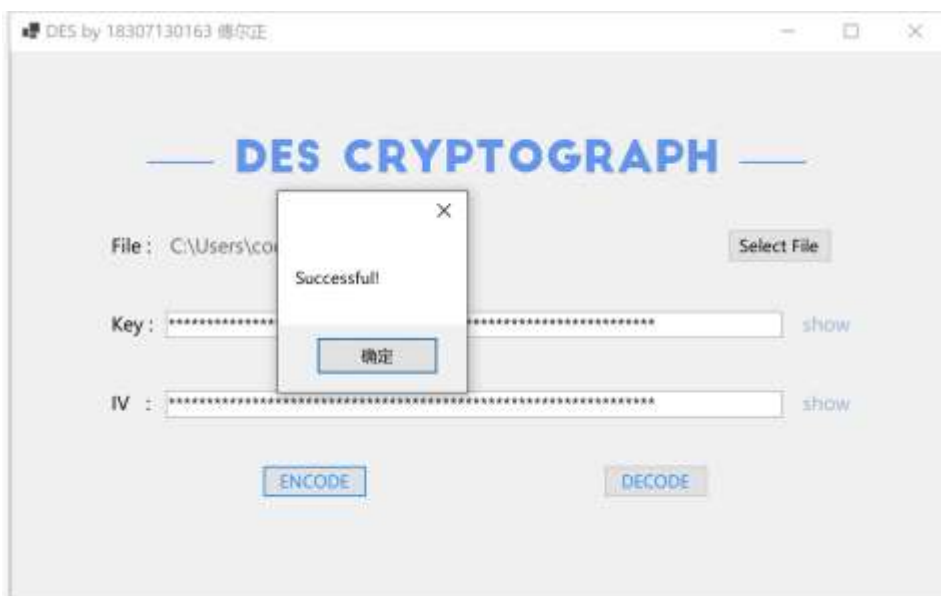 DES by 18307130163 傅尔正
DES CRYPTOGRAPH
File : C:\Users\co
Select File
Successful!
Key :
show
确定
IV :
show
ENCODE
DECODE